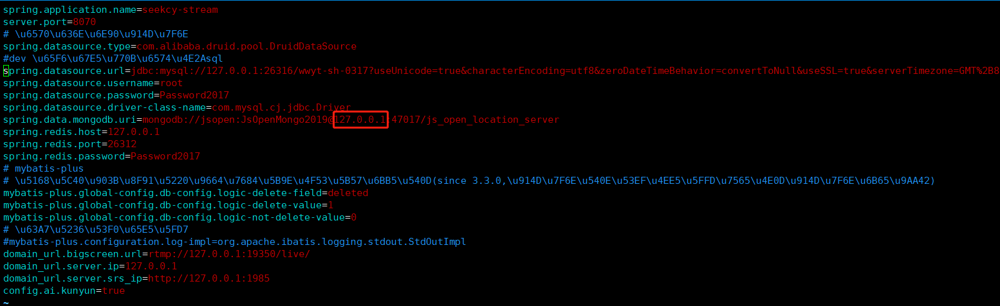 spring.application.name=seekcy-stream
server.port=8070
# \u6570\u636E\u6E90\u914D\u7F6E
spring.datasource.type=com.alibaba.druid.pool.DruidDataSource
#dev \u65F6\u67E5\u770B\u6574\u4E2Asql
spring.datasource.url=jdbc:mysql://127.0.0.1:26316/wwyt-sh-0317?useUnicode=true&characterEncoding=utf8&zeroDateTimeBehavior=convertToNull&useSSL=true&serverTimezone=GMT%2B8
spring.datasource.username=root
spring.datasource.password=Password2017
spring.datasource.driver-class-name=com.mysql.cj.jdbc.Driver
spring.data.mongodb.uri=mongodb://jsopen:JsOpenMongo2019@127.0.0.1:47017/js_open_location_server
spring.redis.host=127.0.0.1
spring.redis.port=26312
spring.redis.password=Password2017
# mybatis-plus
# \u5168\u5C40\u903B\u8F91\u5220\u9664\u7684\u5B9E\u4F53\u5B57\u6BB5\u540D(since 3.3.0,\u914D\u7F6E\u540E\u53EF\u4EE5\u5FFD\u7565\u4E0D\u914D\u7F6E\u6B65\u9AA42)
mybatis-plus.global-config.db-config.logic-delete-field=deleted
mybatis-plus.global-config.db-config.logic-delete-value=1
mybatis-plus.global-config.db-config.logic-not-delete-value=0
# \u63A7\u5236\u53F0\u65E5\u5FD7
#mybatis-plus.configuration.log-impl=org.apache.ibatis.logging.stdout.StdOutImpl
domain_url.bigscreen.url=rtmp://127.0.0.1:19350/live/
domain_url.server.ip=127.0.0.1
domain_url.server.srs_ip=http://127.0.0.1:1985
config.ai.kunyun=true
~